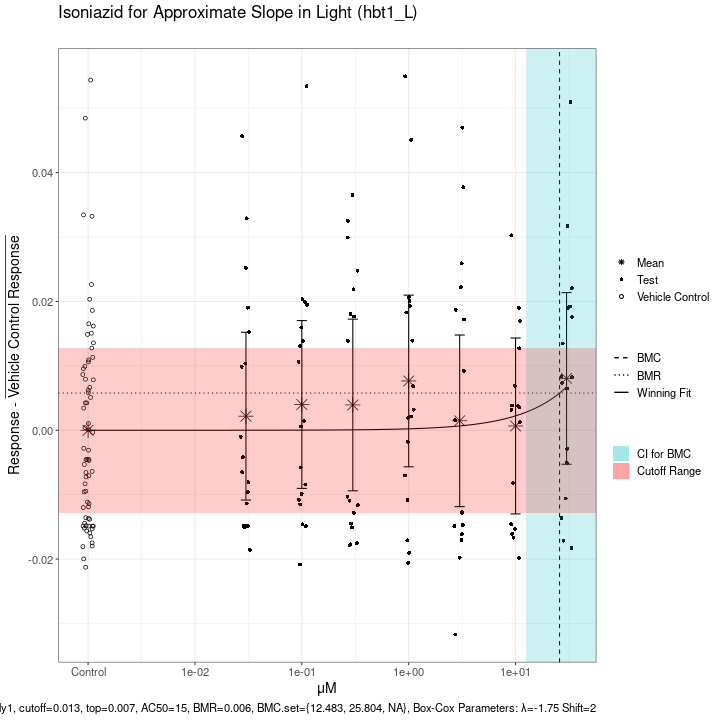 Isoniazid for Approximate Slope in Light (hbt1_L)
Response - Vehicle Control Response
0.04
0.02
0.00
-0.02
Control
1e-02
1e-01
1e+00
1e+01
μM
Mean
Test
Vehicle Control
BMC
BMR
Winning Fit
CI for BMC
Cutoff Range
ly1, cutoff=0.013, top=0.007, AC50=15, BMR=0.006, BMC.set={12.483, 25.804, NA}, Box-Cox Parameters: λ=-1.75 Shift=2